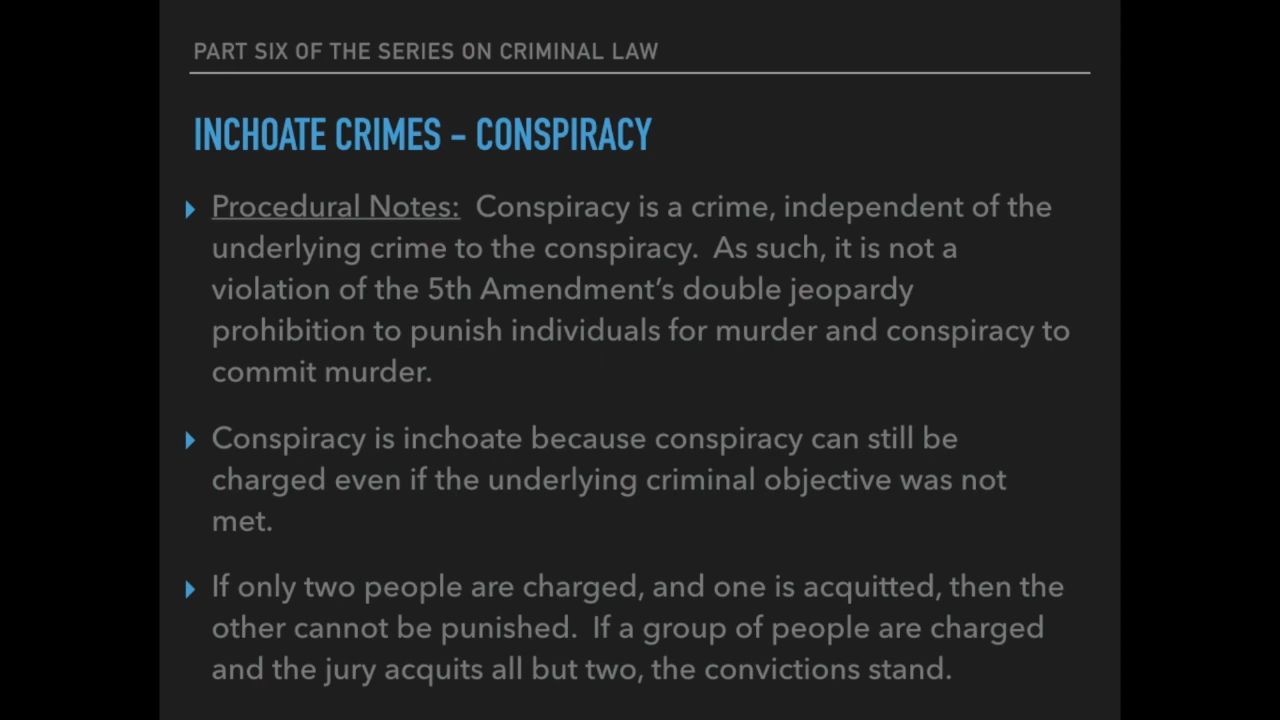 PART SIX OF THE SERIES ON CRIMINAL LAW
INCHOATE CRIMES – CONSPIRACY
Procedural Notes: Conspiracy is a crime, independent of the
underlying crime to the conspiracy. As such, it is not a
violation of the 5th Amendment’s double jeopardy
prohibition to punish individuals for murder and conspiracy to
commit murder.
Conspiracy is inchoate because conspiracy can still be
charged even if the underlying criminal objective was not
met.
If only two people are charged, and one is acquitted, then the
other cannot be punished. If a group of people are charged
and the jury acquits all but two, the convictions stand.